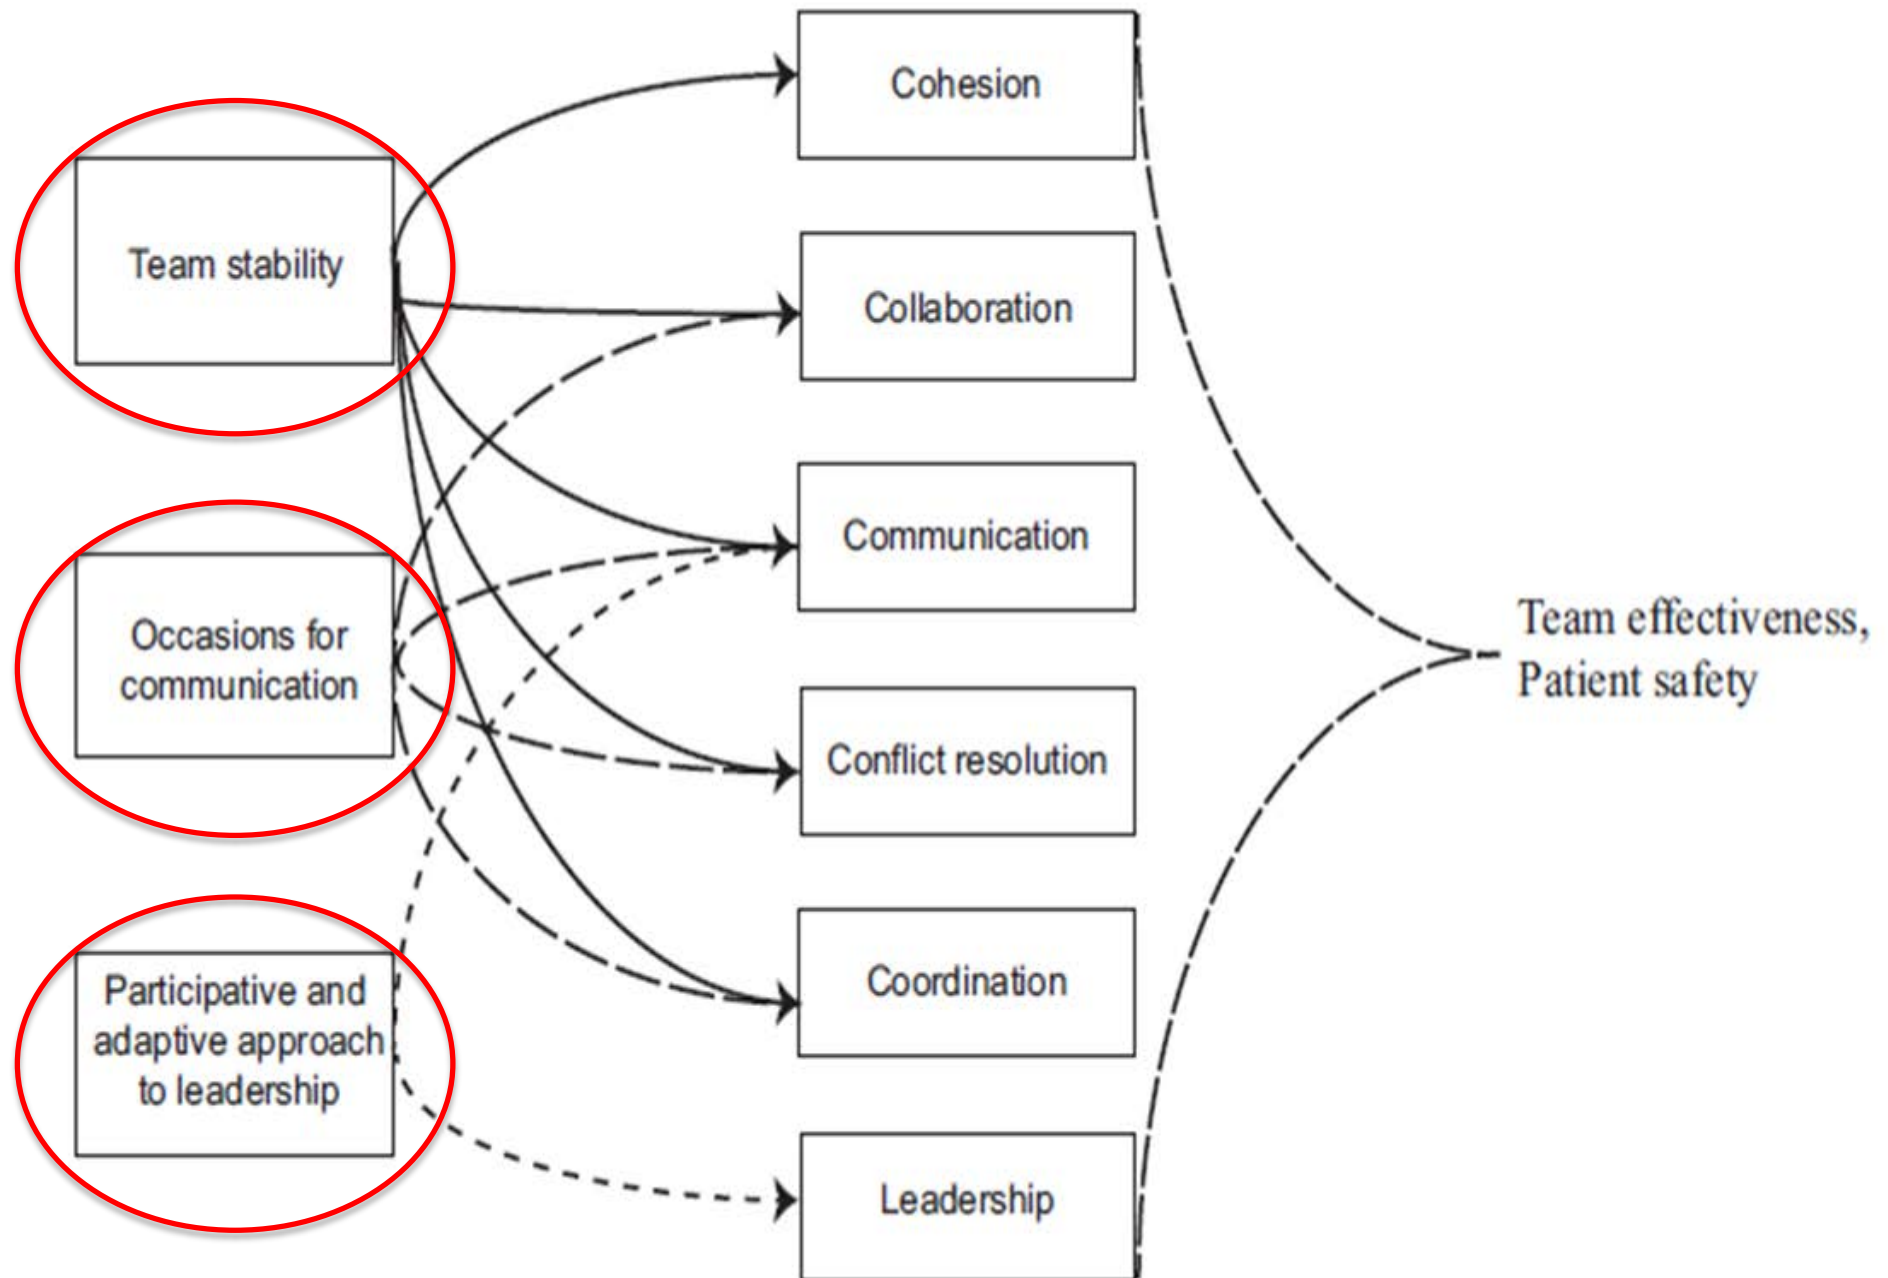 Team stability
Occasions for
communication
Participative and
adaptive approach
to leadership
Cohesion
Collaboration
Communication
Conflict resolution
Coordination
Leadership
Team effectiveness,
Patient safety